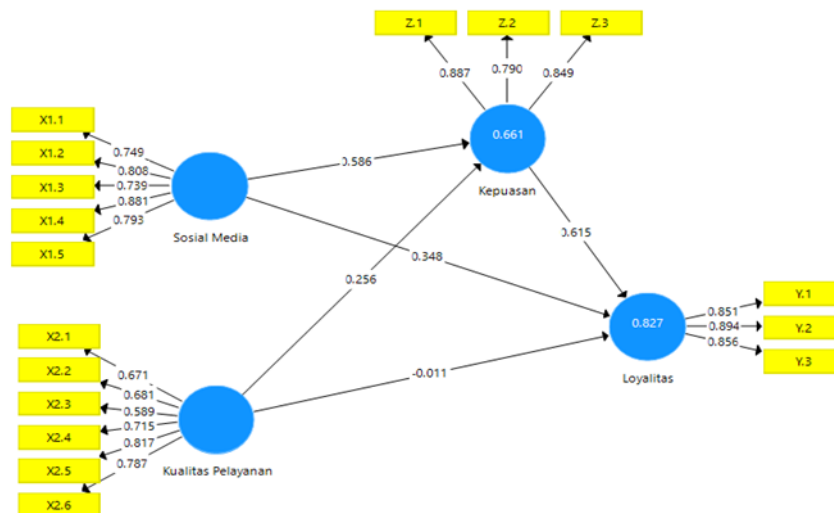 Z.1
Z.2
Z.3
0.887
0.790
0.849
0.661
Kepuasan
X1.1
X1.2
X1.3
X1.4
X1.5
0.749
0.808
0.739
0.881
0.793
Sosial Media
0.586
0.348
0.256
0.615
-0.011
X2.1
X2.2
X2.3
X2.4
X2.5
X2.6
0.671
0.681
0.589
0.715
0.817
0.787
Kualitas Pelayanan
0.827
Loyalitas
0.851
0.894
0.856
Y.1
Y.2
Y.3